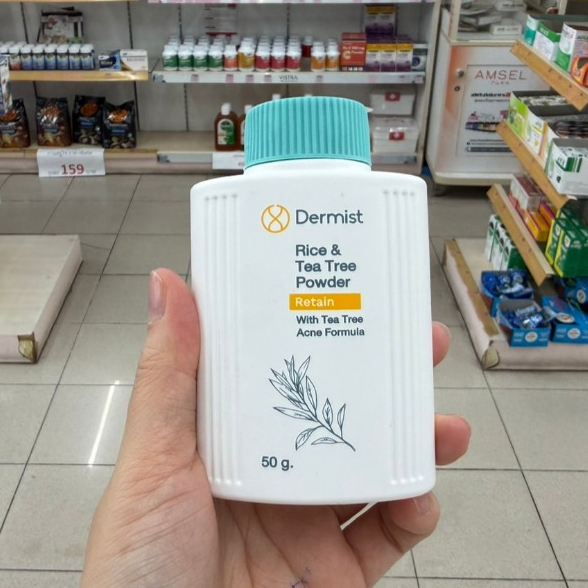 AMSEL
159
Dermist
Rice &
Tea Tree
Powder
Retain
With Tea Tree
Acne Formula
50 g.